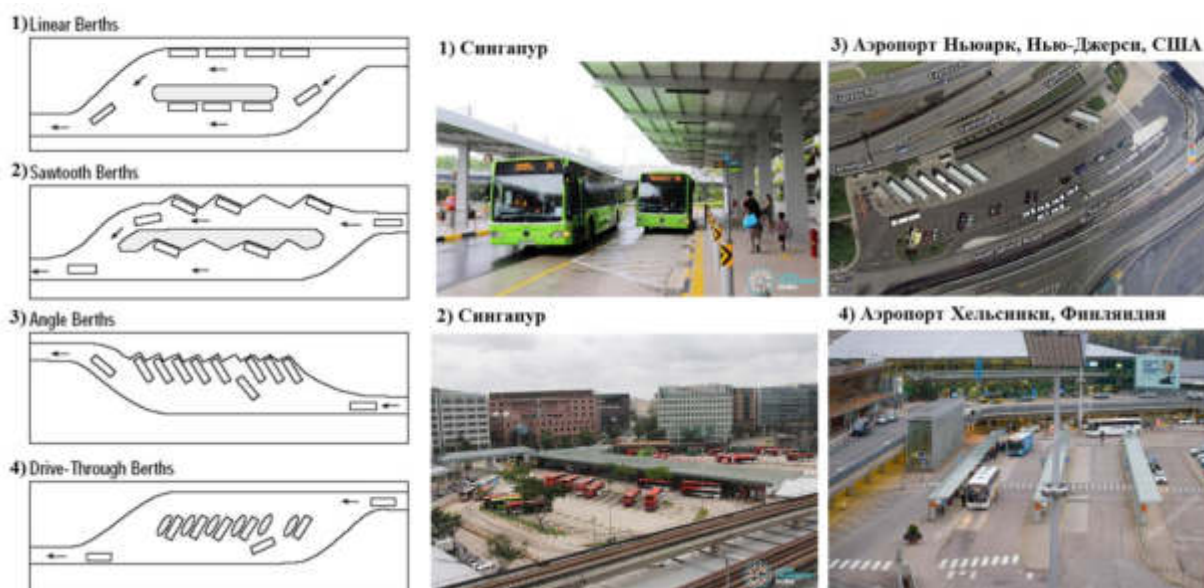 1) Linear Berths
2) Sawtooth Berths
3) Angle Berths
4) Drive-Through Berths
1) Сингапур
2) Сингапур
3) Аэропорт Ньюарк, Нью-Джерси, США
4) Аэропорт Хельсинки, Финляндия